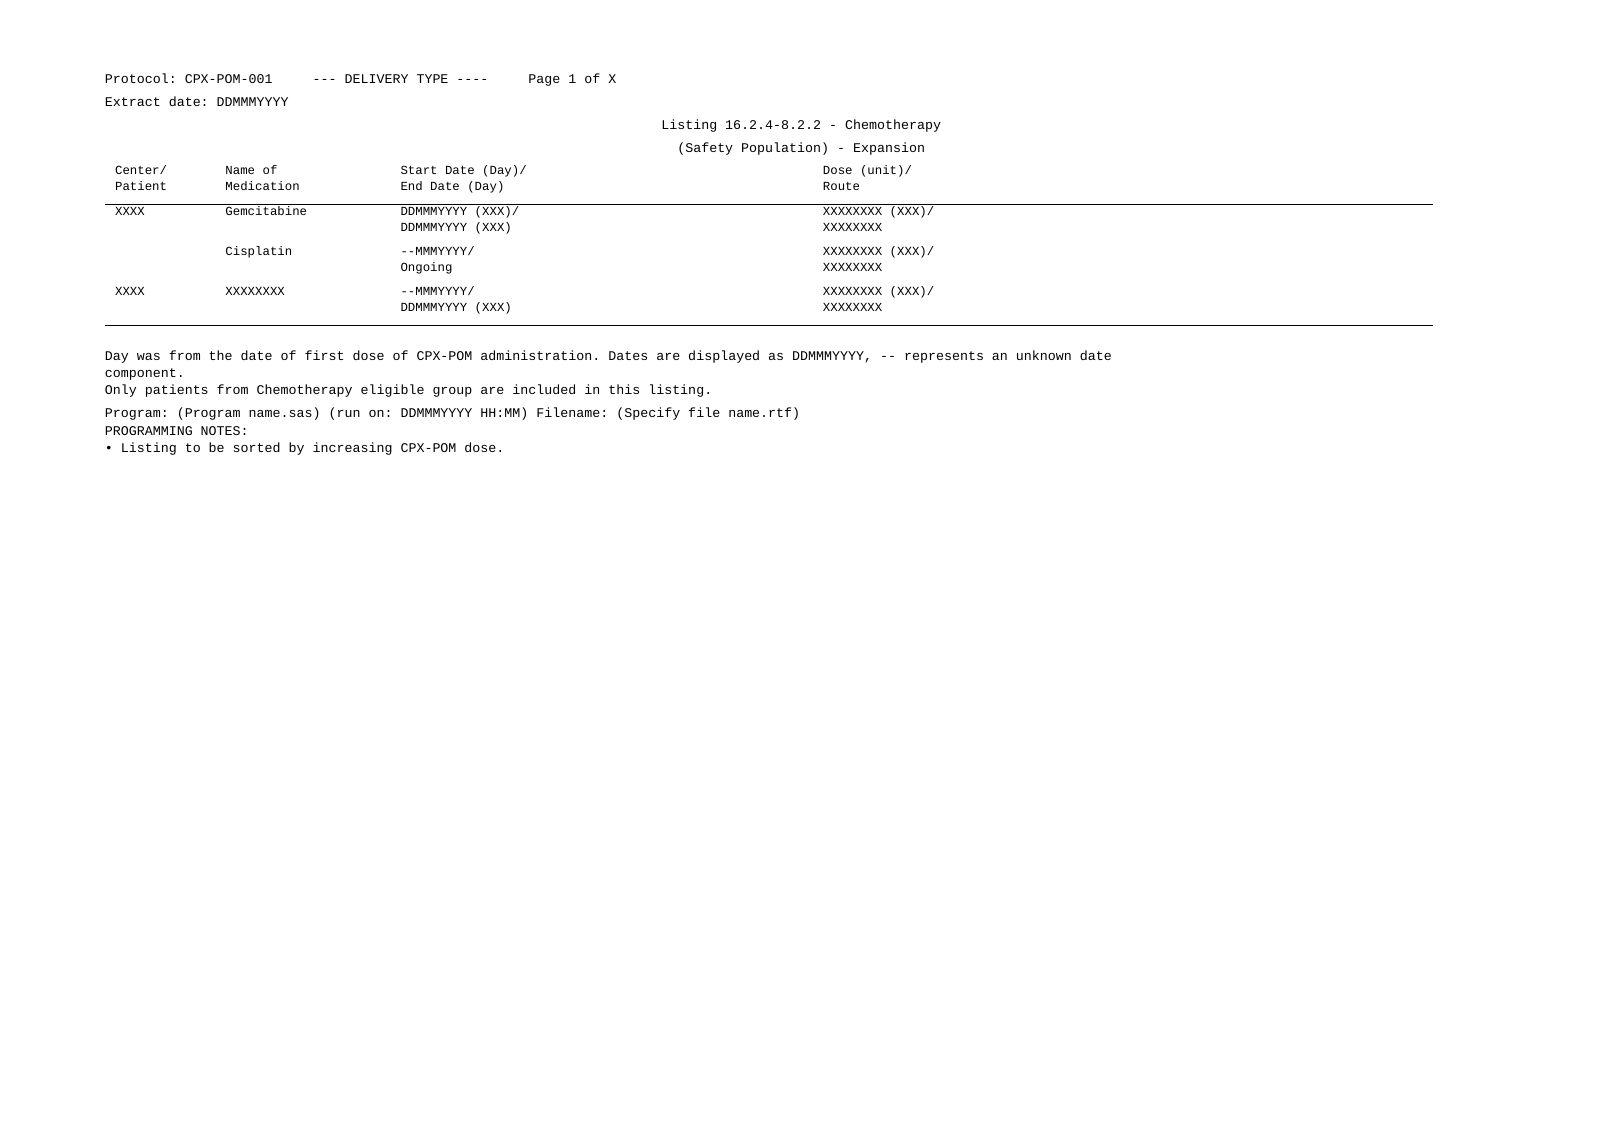 Protocol: CPX-POM-001     --- DELIVERY TYPE ----     Page 1 of X
Extract date: DDMMMYYYY
Listing 16.2.4-8.2.2 - Chemotherapy
(Safety Population) - Expansion
Center/ Name of Start Date (Day)/ Dose (unit)/
Patient Medication End Date (Day) Route
XXXX Gemcitabine DDMMMYYYY (XXX)/ XXXXXXXX (XXX)/
DDMMMYYYY (XXX) XXXXXXXX
Cisplatin --MMMYYYY/ XXXXXXXX (XXX)/
Ongoing XXXXXXXX
XXXX XXXXXXXX --MMMYYYY/ XXXXXXXX (XXX)/
DDMMMYYYY (XXX) XXXXXXXX
Day was from the date of first dose of CPX-POM administration. Dates are displayed as DDMMMYYYY, -- represents an unknown date
component.
Only patients from Chemotherapy eligible group are included in this listing.
Program: (Program name.sas) (run on: DDMMMYYYY HH:MM) Filename: (Specify file name.rtf)
PROGRAMMING NOTES:
• Listing to be sorted by increasing CPX-POM dose.